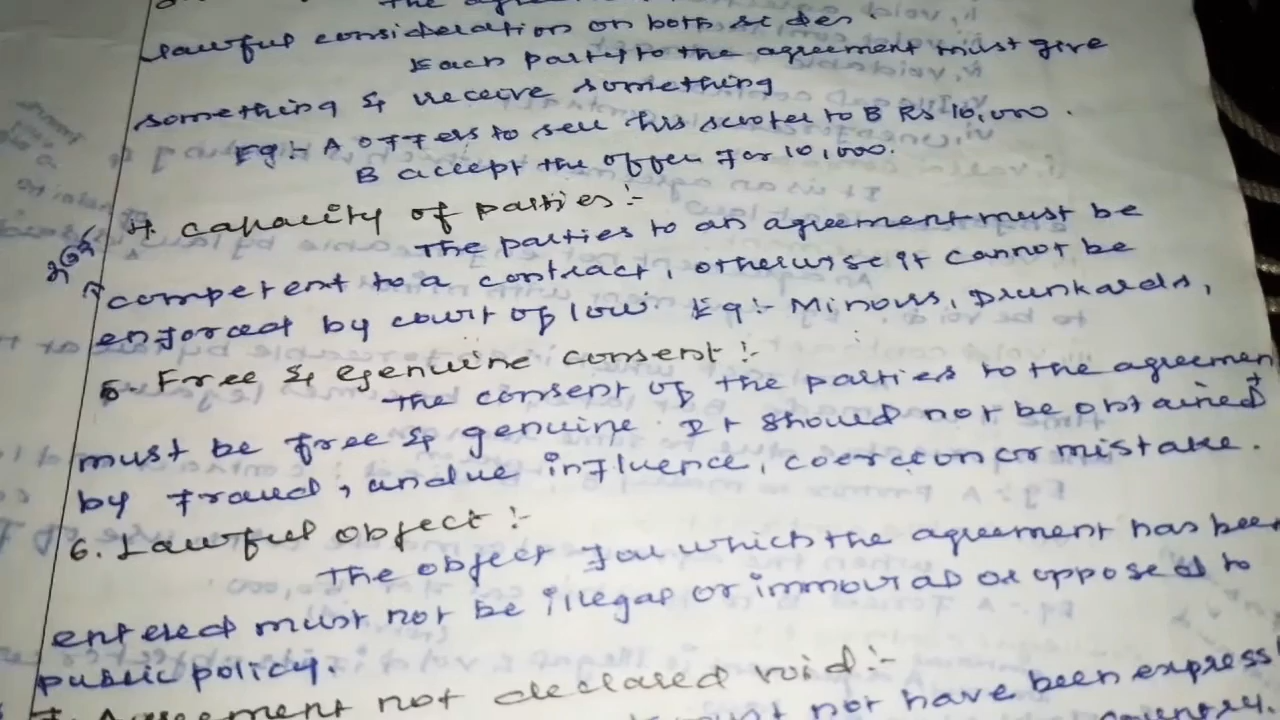 the agree
lawful consideration on both sides.
Each party to the agreement must give
something & receive something
Eg :- A offers to sell his scooter to B Rs 10,000.
B accept the offer for 10,000.
4. capacity of parties :-
The parties to an agreement must be
competent to a contract, otherwise it cannot be
enforced by court of low. Eg :- Minors, Drunkards,
5. Free & Genuine consent :-
The consent of the parties to the agreement
must be free & genuine. It should not be obtained
by fraud, undue influence, coercion or mistake.
6. Lawful object :-
The object for which the agreement has been
entered must not be illegal or immoral or opposed to
public policy.
7. Agreement not declared void :-
must not have been express